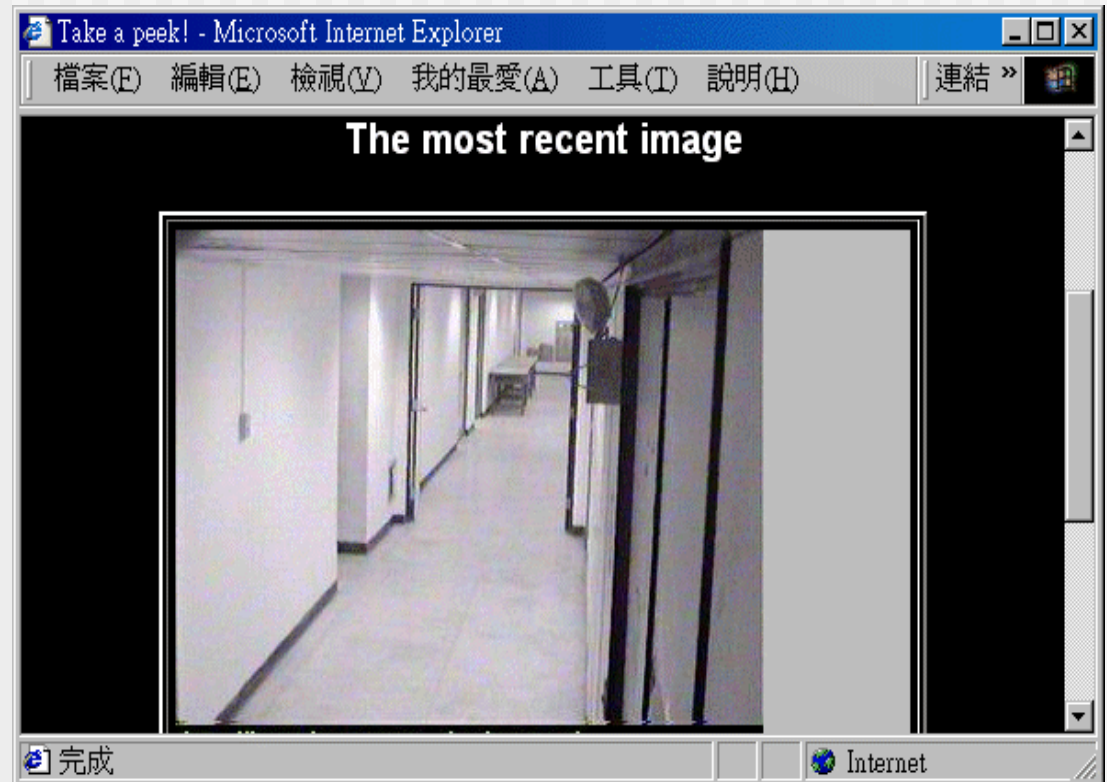 Take a peek! - Microsoft Internet Explorer
檔案(F) 編輯(E) 檢視(V) 我的最愛(A) 工具(T) 說明(H) 連結 »
The most recent image
完成 Internet